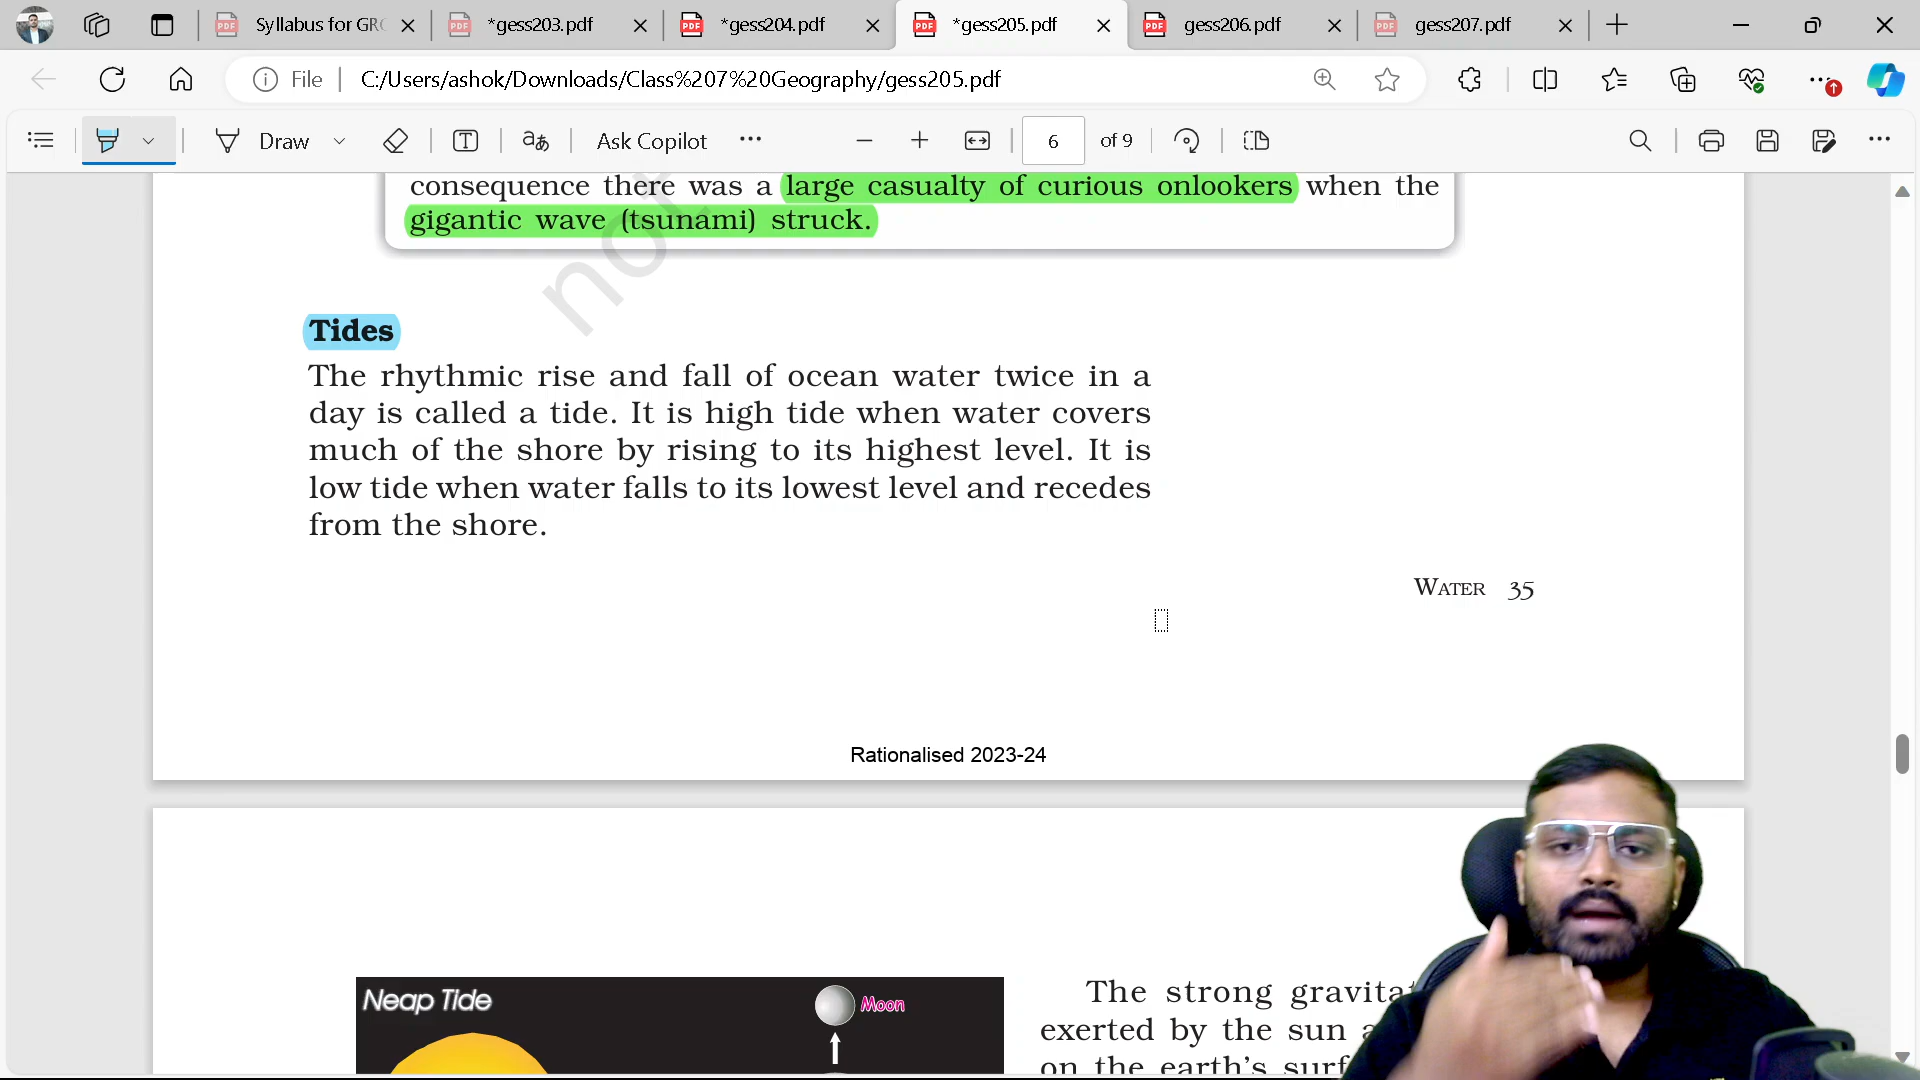 Syllabus for GR
*gess203.pdf
*gess204.pdf
*gess205.pdf
gess206.pdf
gess207.pdf
File
C:/Users/ashok/Downloads/Class%207%20Geography/gess205.pdf
Draw
Ask Copilot
6
of 9
consequence there was a large casualty of curious onlookers when the
gigantic wave (tsunami) struck.
not
Tides
The rhythmic rise and fall of ocean water twice in a
day is called a tide. It is high tide when water covers
much of the shore by rising to its highest level. It is
low tide when water falls to its lowest level and recedes
from the shore.
WATER 35
Rationalised 2023-24
Neap Tide
Moon
The strong
exerted by the sun
on the earth's